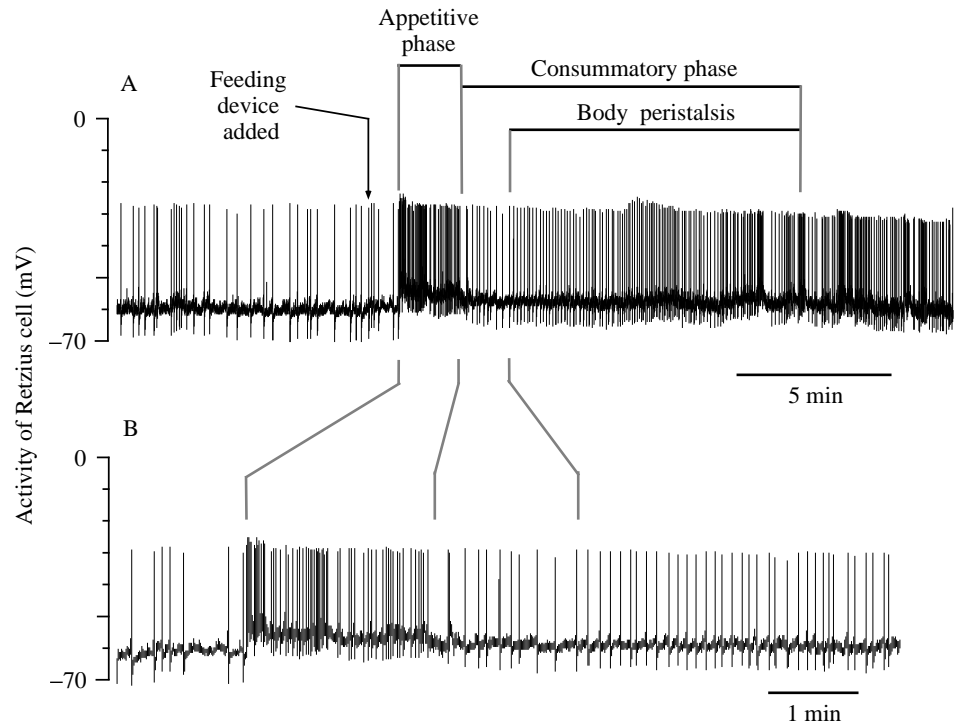 Appetitive
phase
A
Consummatory phase
Feeding
device
added
Body peristalsis
0
–70
5 min
Activity of Retzius cell (mV)
B
0
–70
1 min